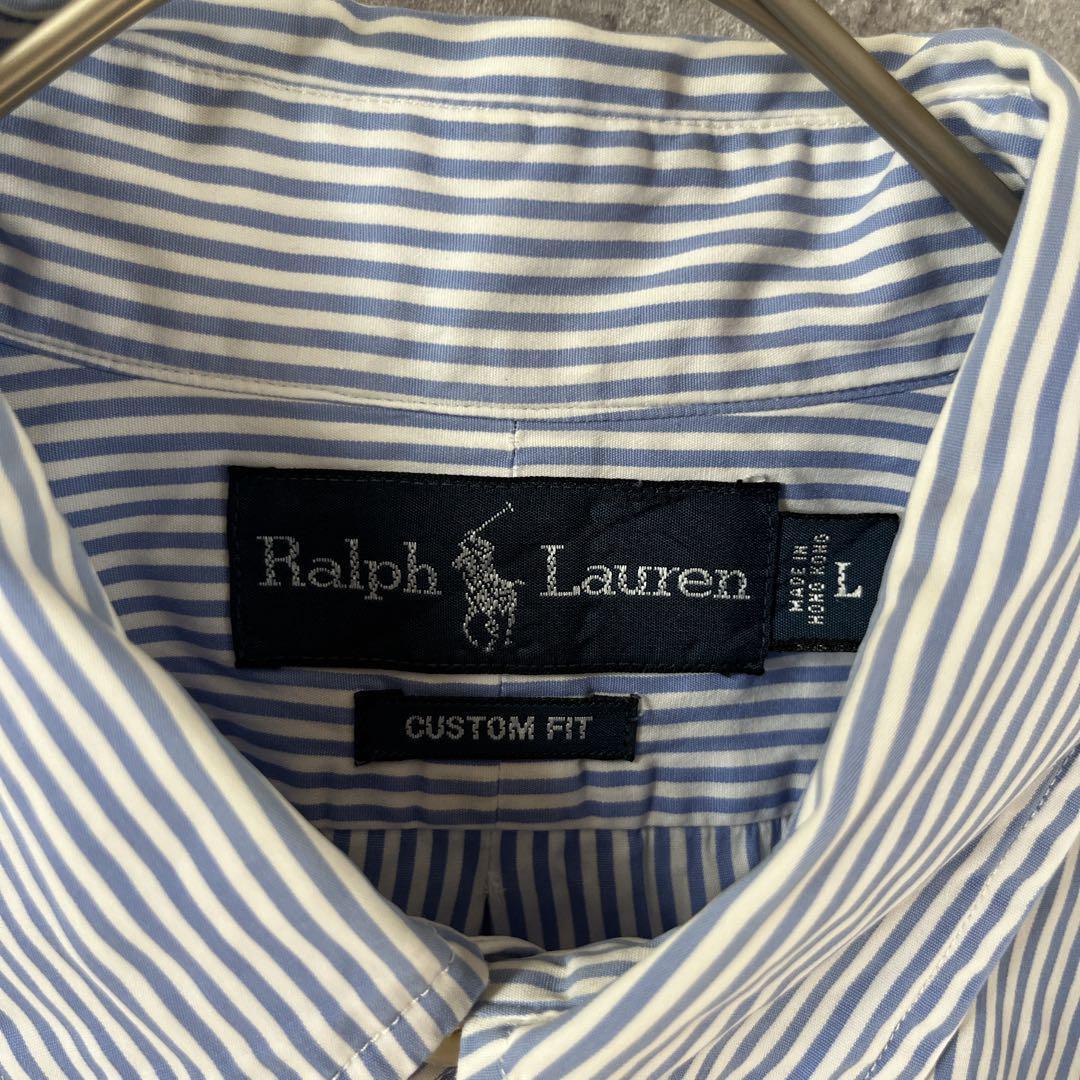 Ralph Lauren
MADE IN
HONG KONG
L
CUSTOM FIT